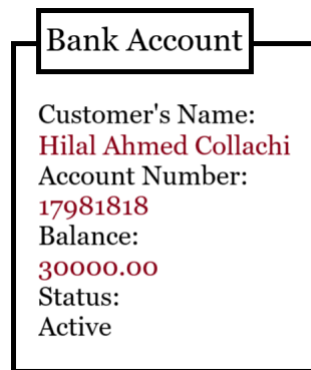 Bank Account
Customer's Name:
Hilal Ahmed Collachi
Account Number:
17981818
Balance:
30000.00
Status:
Active